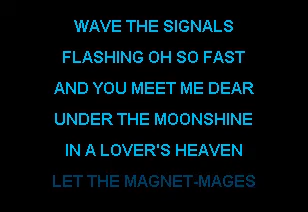 WAVE THE SIGNALS
FLASHING OH SO FAST
AND YOU MEET ME DEAR
UNDER THE MOONSHINE
IN A LOVER'S HEAVEN
LET THE MAGNET-MAGES